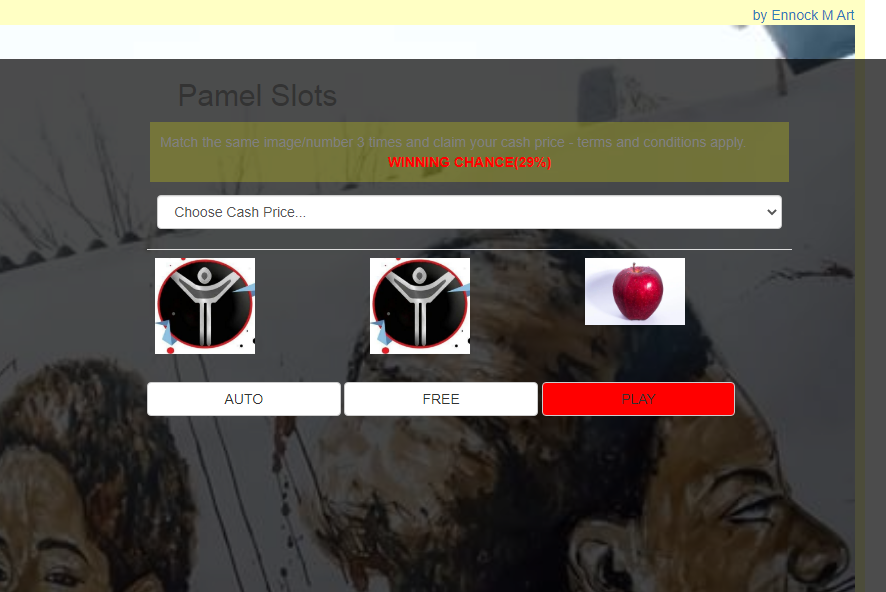 by Ennock M Art
Pamel Slots
Match the same image/number 3 times and claim your cash price - terms and conditions apply.
WINNING CHANCE(29%)
Choose Cash Price...
AUTO
FREE
PLAY